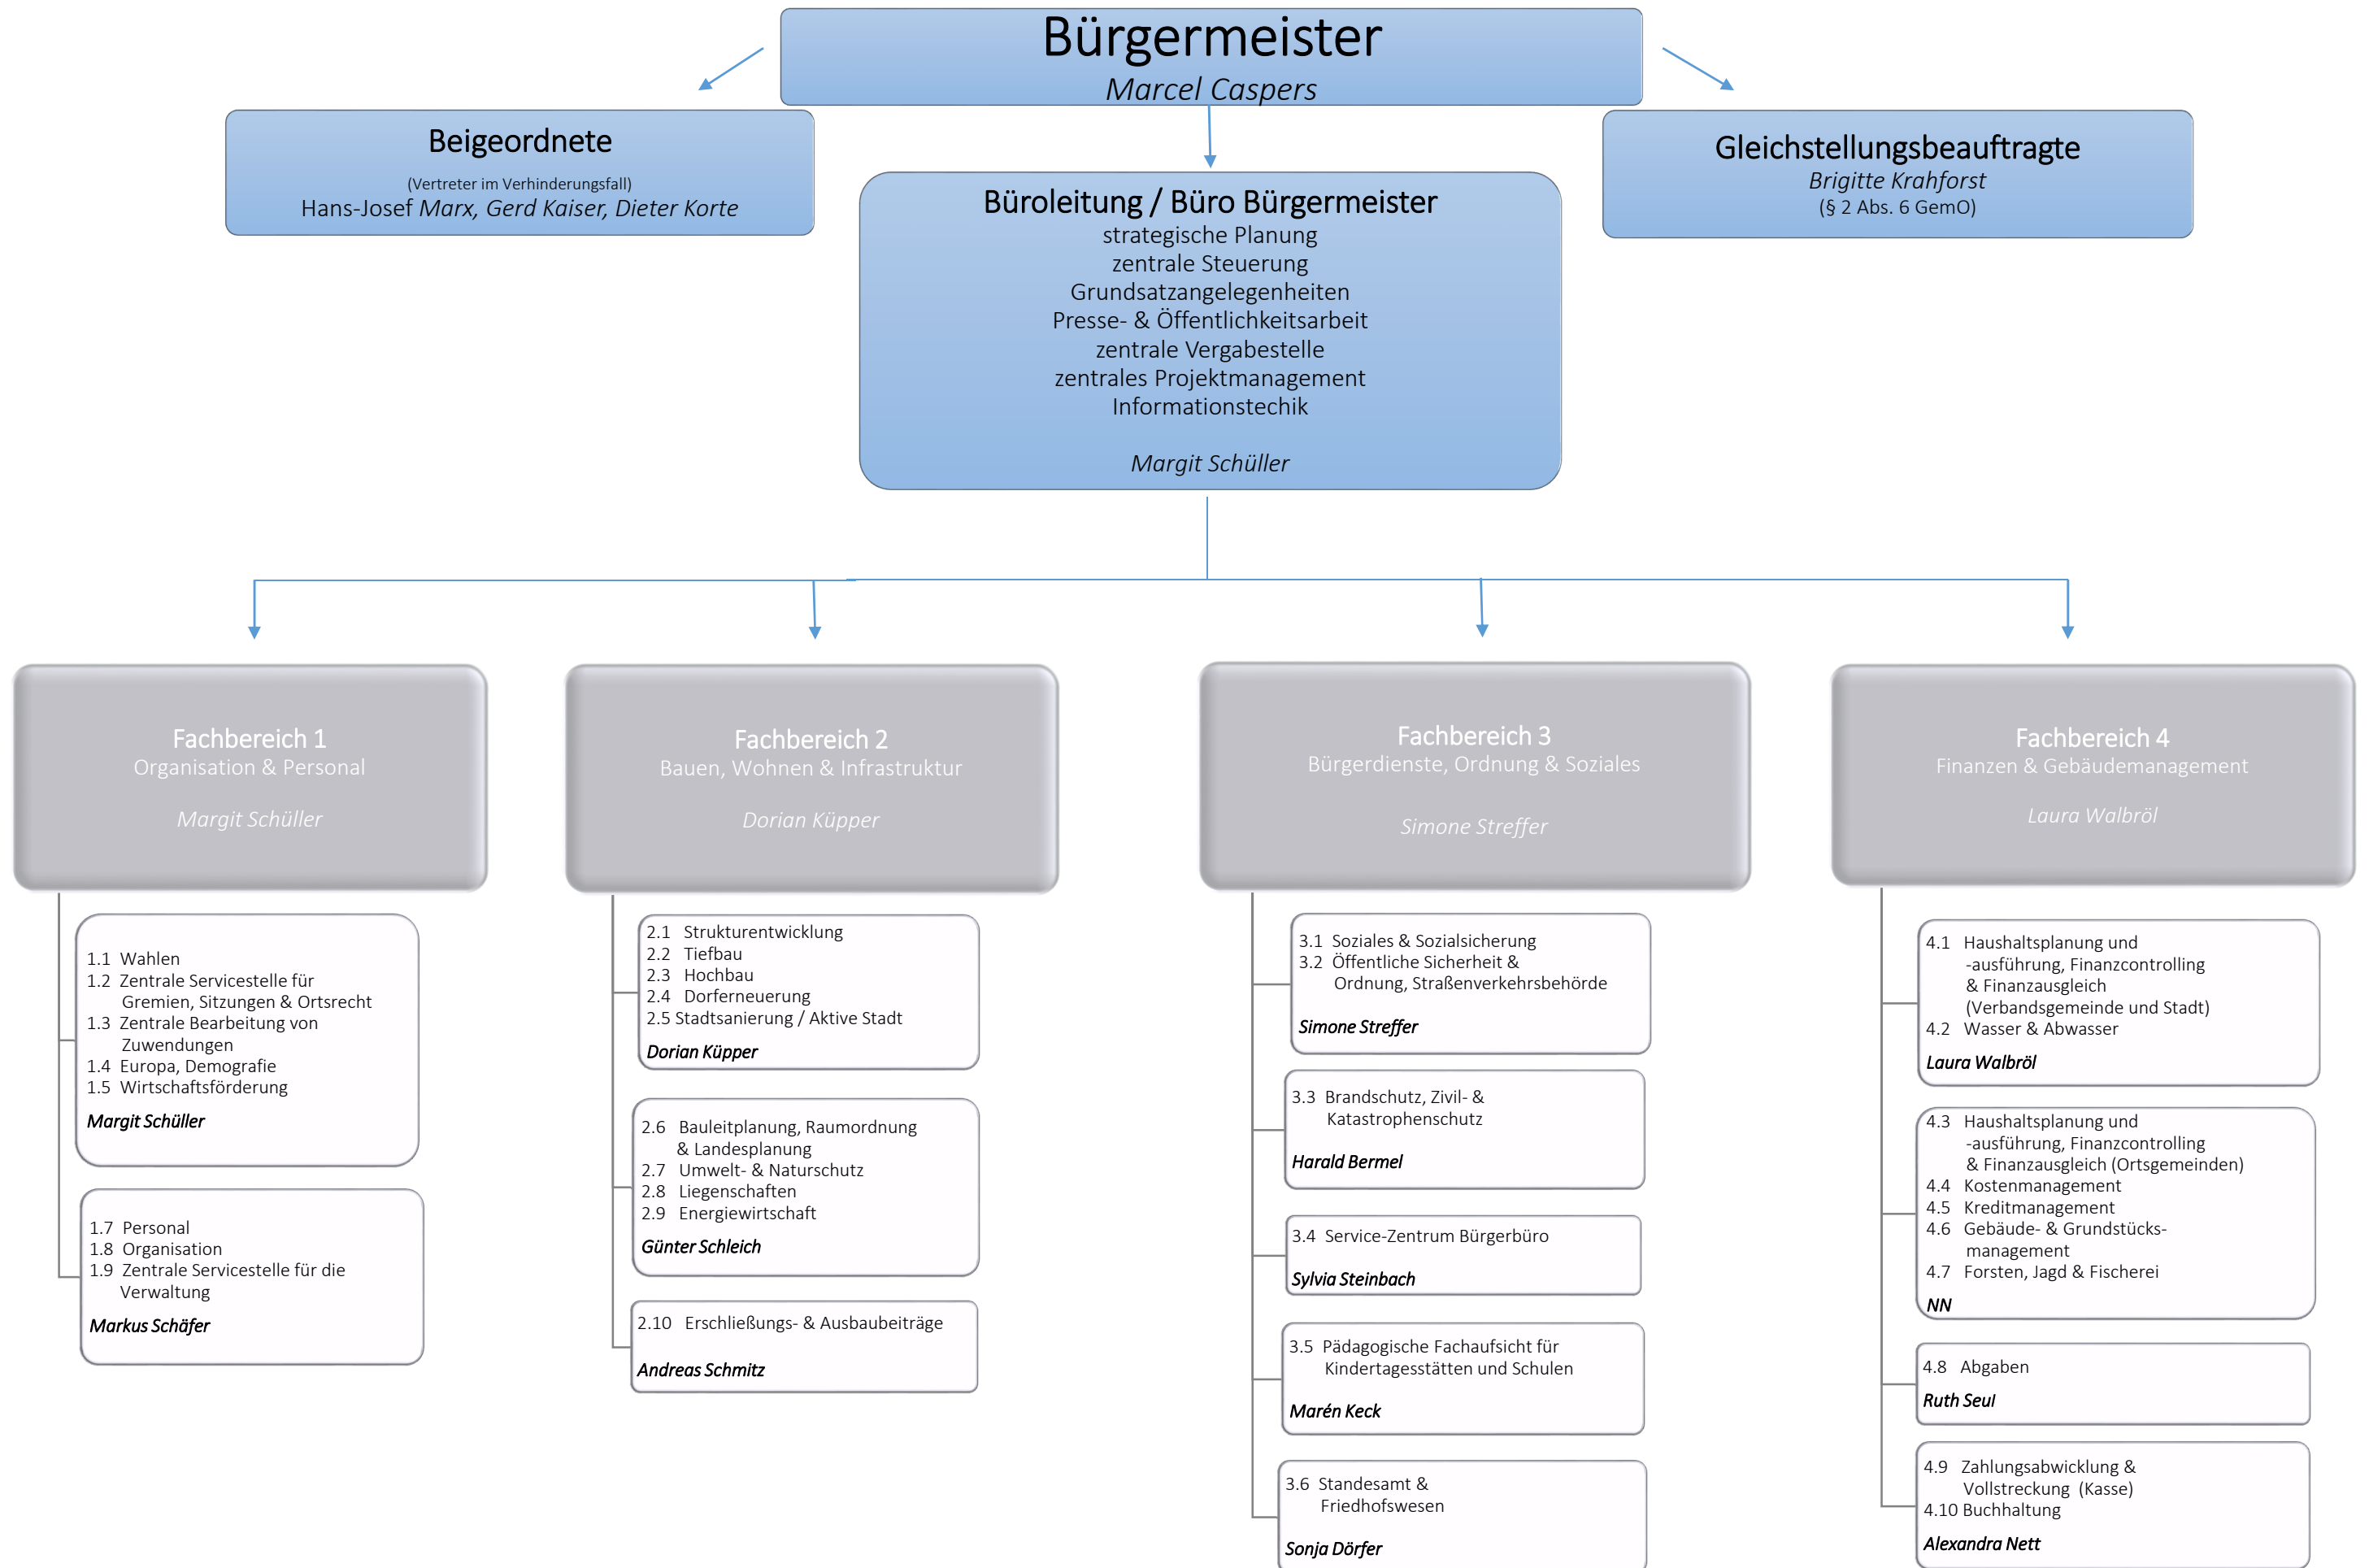 Bürgermeister
Marcel Caspers
Beigeordnete
(Vertreter im Verhinderungsfall)
Hans-Josef Marx, Gerd Kaiser, Dieter Korte
Gleichstellungsbeauftragte
Brigitte Krahforst
(§ 2 Abs. 6 GemO)
Büroleitung / Büro Bürgermeister
strategische Planung
zentrale Steuerung
Grundsatzangelegenheiten
Presse- & Öffentlichkeitsarbeit
zentrale Vergabestelle
zentrales Projektmanagement
Informationstechik
Margit Schüller
Fachbereich 1
Organisation & Personal
Margit Schüller
1.1 Wahlen
1.2 Zentrale Servicestelle für
Gremien, Sitzungen & Ortsrecht
1.3 Zentrale Bearbeitung von
Zuwendungen
1.4 Europa, Demografie
1.5 Wirtschaftsförderung
Margit Schüller
1.7 Personal
1.8 Organisation
1.9 Zentrale Servicestelle für die
Verwaltung
Markus Schäfer
Fachbereich 2
Bauen, Wohnen & Infrastruktur
Dorian Küpper
2.1 Strukturentwicklung
2.2 Tiefbau
2.3 Hochbau
2.4 Dorferneuerung
2.5 Stadtsanierung / Aktive Stadt
Dorian Küpper
2.6 Bauleitplanung, Raumordnung
& Landesplanung
2.7 Umwelt- & Naturschutz
2.8 Liegenschaften
2.9 Energiewirtschaft
Günter Schleich
2.10 Erschließungs- & Ausbaubeiträge
Andreas Schmitz
Fachbereich 3
Bürgerdienste, Ordnung & Soziales
Simone Streffer
3.1 Soziales & Sozialsicherung
3.2 Öffentliche Sicherheit &
Ordnung, Straßenverkehrsbehörde
Simone Streffer
3.3 Brandschutz, Zivil- &
Katastrophenschutz
Harald Bermel
3.4 Service-Zentrum Bürgerbüro
Sylvia Steinbach
3.5 Pädagogische Fachaufsicht für
Kindertagesstätten und Schulen
Marén Keck
3.6 Standesamt &
Friedhofswesen
Sonja Dörfer
Fachbereich 4
Finanzen & Gebäudemanagement
Laura Walbröl
4.1 Haushaltsplanung und
-ausführung, Finanzcontrolling
& Finanzausgleich
(Verbandsgemeinde und Stadt)
4.2 Wasser & Abwasser
Laura Walbröl
4.3 Haushaltsplanung und
-ausführung, Finanzcontrolling
& Finanzausgleich (Ortsgemeinden)
4.4 Kostenmanagement
4.5 Kreditmanagement
4.6 Gebäude- & Grundstücks-
management
4.7 Forsten, Jagd & Fischerei
NN
4.8 Abgaben
Ruth Seul
4.9 Zahlungsabwicklung &
Vollstreckung (Kasse)
4.10 Buchhaltung
Alexandra Nett